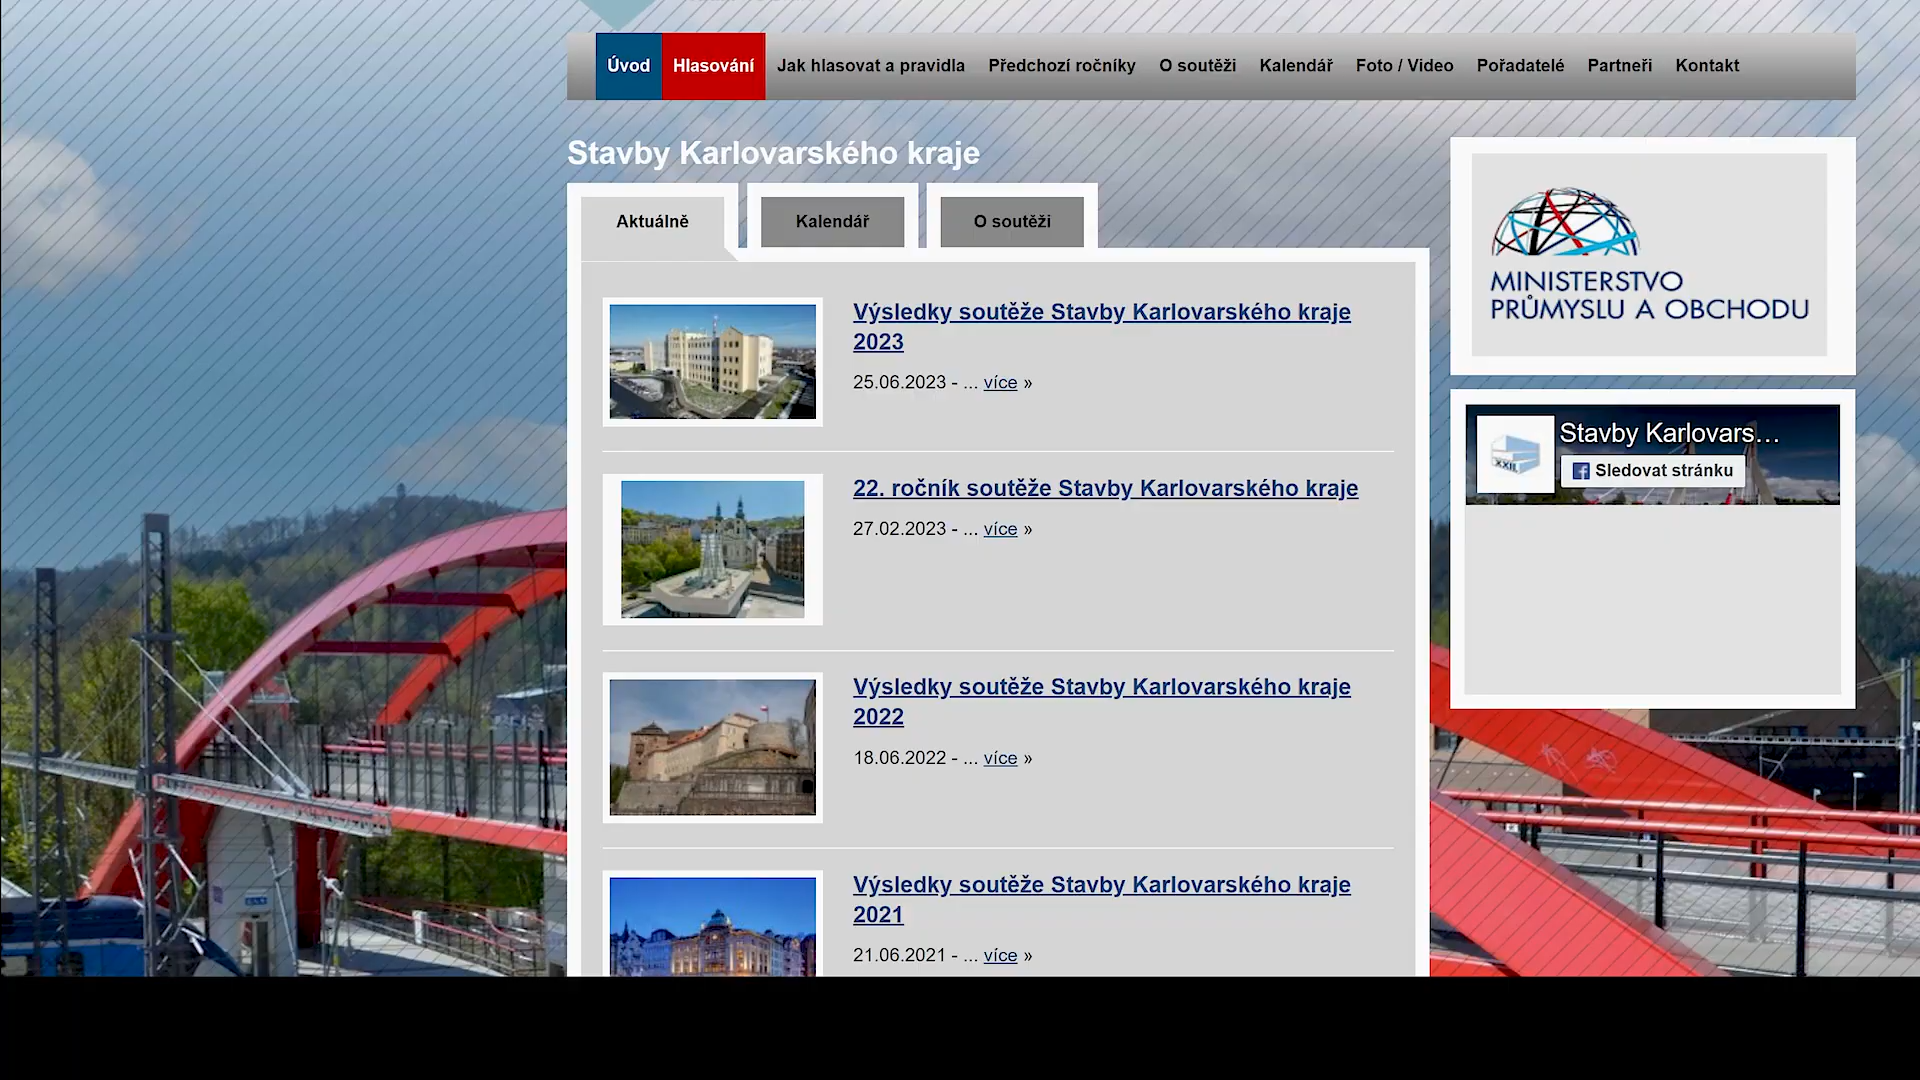 Úvod
Hlasování
Jak hlasovat a pravidla
Předchozí ročníky
O soutěži
Kalendář
Foto / Video
Pořadatelé
Partneři
Kontakt
Stavby Karlovarského kraje
Aktuálně
Kalendář
O soutěži
Výsledky soutěže Stavby Karlovarského kraje
2023
25.06.2023 - ... více »
22. ročník soutěže Stavby Karlovarského kraje
27.02.2023 - ... více »
Výsledky soutěže Stavby Karlovarského kraje
2022
18.06.2022 - ... více »
Výsledky soutěže Stavby Karlovarského kraje
2021
21.06.2021 - ... více »
MINISTERSTVO
PRŮMYSLU A OBCHODU
XXII.
Stavby Karlovars...
Sledovat stránku